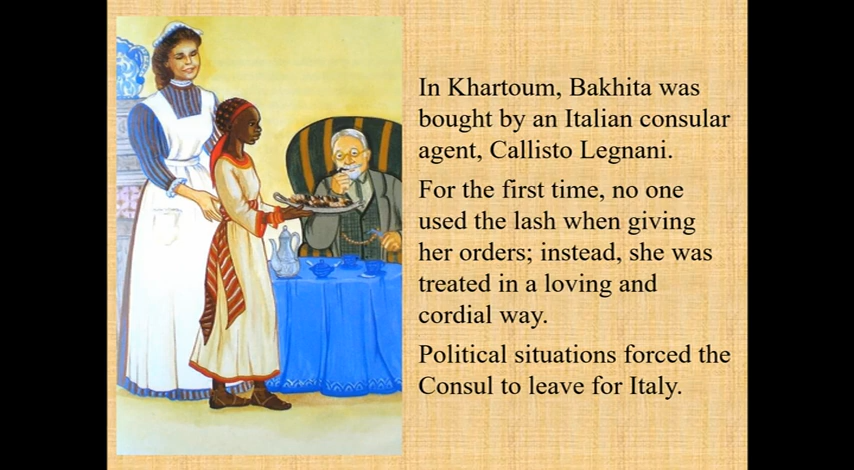 In Khartoum, Bakhita was
bought by an Italian consular
agent, Callisto Legnani.
For the first time, no one
used the lash when giving
her orders; instead, she was
treated in a loving and
cordial way.
Political situations forced the
Consul to leave for Italy.